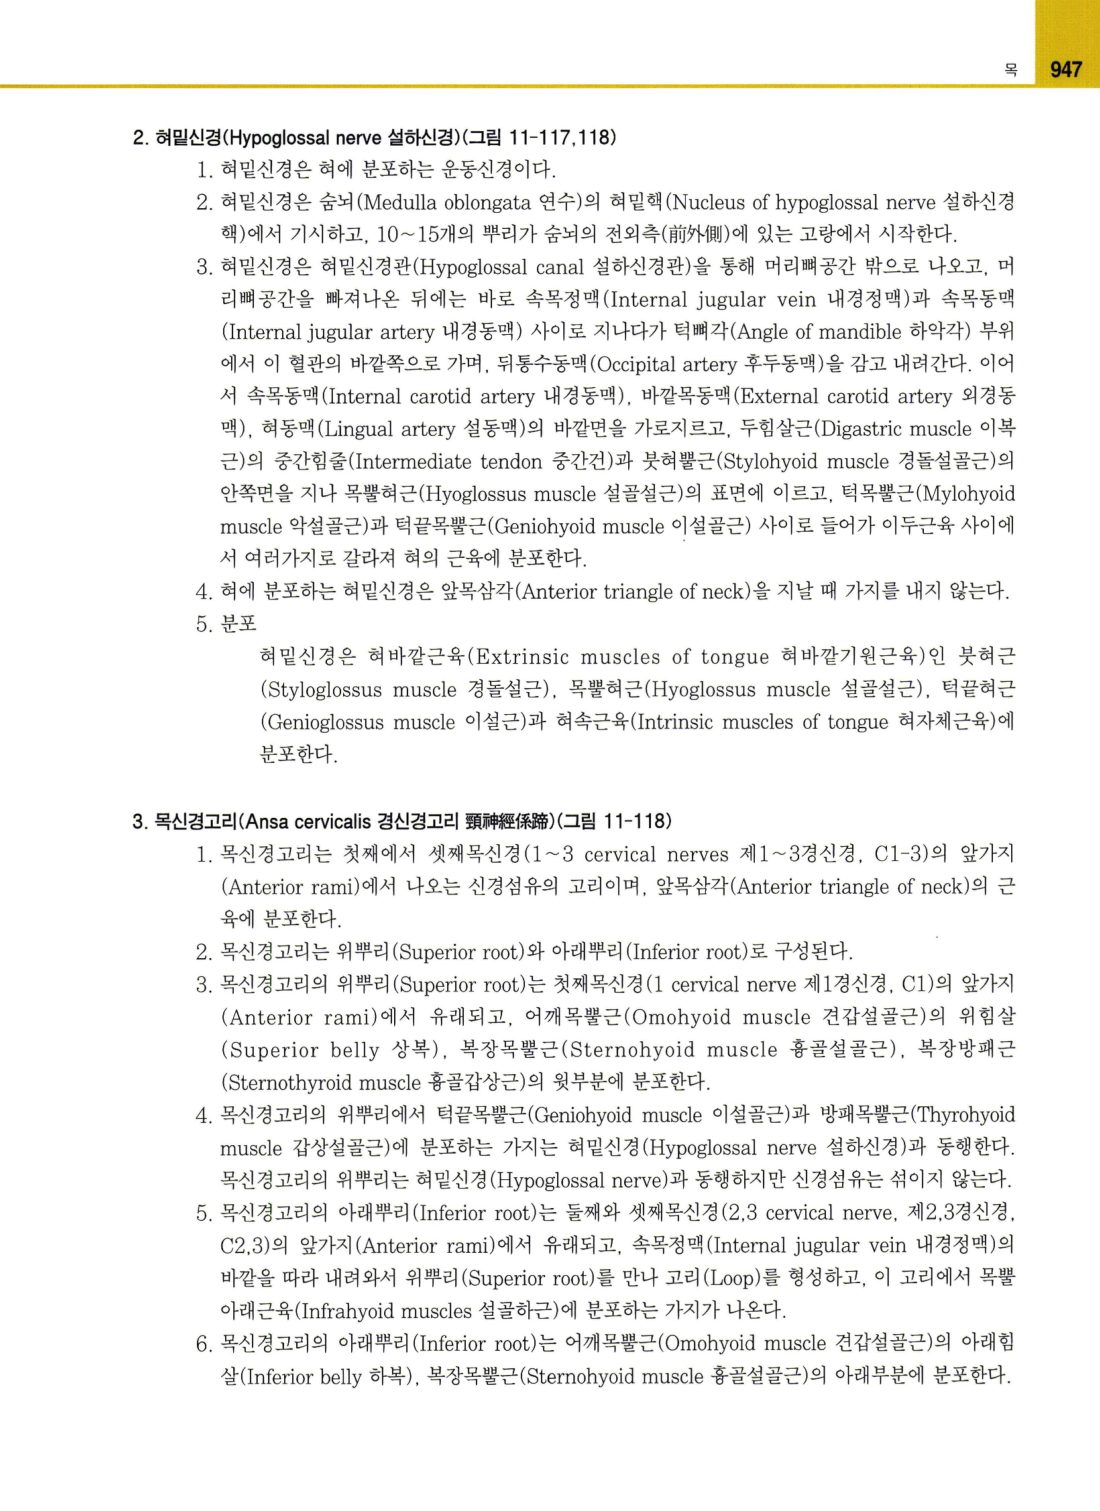 목 947
2. 혀밑신경(Hypoglossal nerve 설하신경)(그림 11-117,118)
1. 혀밑신경은 혀에 분포하는 운동신경이다.
2. 혀밑신경은 숨뇌(Medulla oblongata 연수)의 혀밑핵(Nucleus of hypoglossal nerve 설하신경
핵)에서 기시하고, 10~15개의 뿌리가 숨뇌의 전외측(前外側)에 있는 고랑에서 시작한다.
3. 혀밑신경은 혀밑신경관(Hypoglossal canal 설하신경관)을 통해 머리뼈공간 밖으로 나오고, 머
리뼈공간을 빠져나온 뒤에는 바로 속목정맥(Internal jugular vein 내경정맥)과 속목동맥
(Internal jugular artery 내경동맥) 사이로 지나다가 턱뼈각(Angle of mandible 하악각) 부위
에서 이 혈관의 바깥쪽으로 가며, 뒤통수동맥(Occipital artery 후두동맥)을 감고 내려간다. 이어
서 속목동맥(Internal carotid artery 내경동맥), 바깥목동맥(External carotid artery 외경동
맥), 혀동맥(Lingual artery 설동맥)의 바깥면을 가로지르고, 두힘살근(Digastric muscle 이복
근)의 중간힘줄(Intermediate tendon 중간건)과 붓혀뿔근(Stylohyoid muscle 경돌설골근)의
안쪽면을 지나 목뿔혀근(Hyoglossus muscle 설골설근)의 표면에 이르고, 턱목뿔근(Mylohyoid
muscle 악설골근)과 턱끝목뿔근(Geniohyoid muscle 이설골근) 사이로 들어가 이두근육 사이에
서 여러가지로 갈라져 혀의 근육에 분포한다.
4. 혀에 분포하는 혀밑신경은 앞목삼각(Anterior triangle of neck)을 지날 때 가지를 내지 않는다.
5. 분포
혀밑신경은 혀바깥근육(Extrinsic muscles of tongue 혀바깥기원근육)인 붓혀근
(Styloglossus muscle 경돌설근), 목뿔혀근(Hyoglossus muscle 설골설근), 턱끝혀근
(Genioglossus muscle 이설근)과 혀속근육(Intrinsic muscles of tongue 혀자체근육)에
분포한다.
3. 목신경고리(Ansa cervicalis 경신경고리 頸神經係蹄)(그림 11-118)
1. 목신경고리는 첫째에서 셋째목신경(1~3 cervical nerves 제1~3경신경, C1-3)의 앞가지
(Anterior rami)에서 나오는 신경섬유의 고리이며, 앞목삼각(Anterior triangle of neck)의 근
육에 분포한다.
2. 목신경고리는 위뿌리(Superior root)와 아래뿌리(Inferior root)로 구성된다.
3. 목신경고리의 위뿌리(Superior root)는 첫째목신경(1 cervical nerve 제1경신경, C1)의 앞가지
(Anterior rami)에서 유래되고, 어깨목뿔근(Omohyoid muscle 견갑설골근)의 위힘살
(Superior belly 상복), 복장목뿔근(Sternohyoid muscle 흉골설골근), 복장방패근
(Sternothyroid muscle 흉골갑상근)의 윗부분에 분포한다.
4. 목신경고리의 위뿌리에서 턱끝목뿔근(Geniohyoid muscle 이설골근)과 방패목뿔근(Thyrohyoid
muscle 갑상설골근)에 분포하는 가지는 혀밑신경(Hypoglossal nerve 설하신경)과 동행한다.
목신경고리의 위뿌리는 혀밑신경(Hypoglossal nerve)과 동행하지만 신경섬유는 섞이지 않는다.
5. 목신경고리의 아래뿌리(Inferior root)는 둘째와 셋째목신경(2,3 cervical nerve, 제2,3경신경,
C2,3)의 앞가지(Anterior rami)에서 유래되고, 속목정맥(Internal jugular vein 내경정맥)의
바깥을 따라 내려와서 위뿌리(Superior root)를 만나 고리(Loop)를 형성하고, 이 고리에서 목뿔
아래근육(Infrahyoid muscles 설골하근)에 분포하는 가지가 나온다.
6. 목신경고리의 아래뿌리(Inferior root)는 어깨목뿔근(Omohyoid muscle 견갑설골근)의 아래힘
살(Inferior belly 하복), 복장목뿔근(Sternohyoid muscle 흉골설골근)의 아래부분에 분포한다.